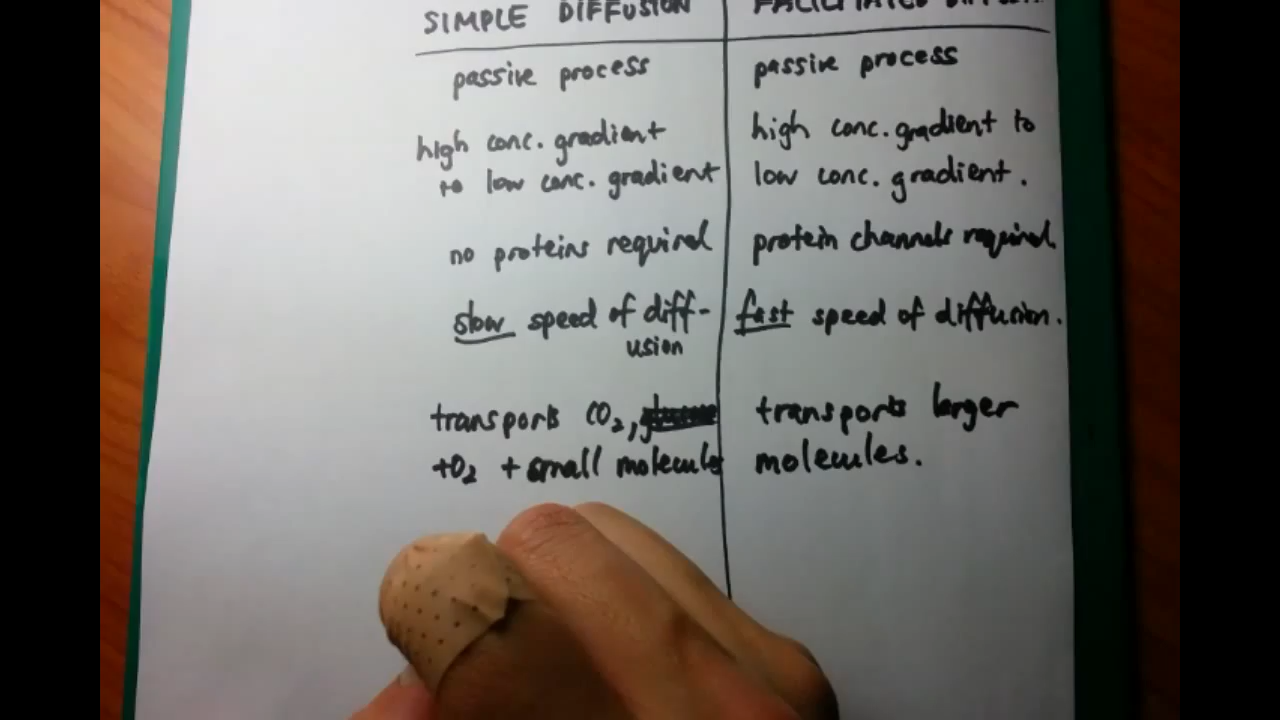 SIMPLE DIFFUSION
FACILITATED
passive process
passive process
high conc. gradient
to low conc. gradient
high conc. gradient to
low conc. gradient.
no proteins required
protein channels required
slow speed of diff-
usion
fast speed of diffusion.
transports CO2,
+O2 + small molecule
transports larger
molecules.